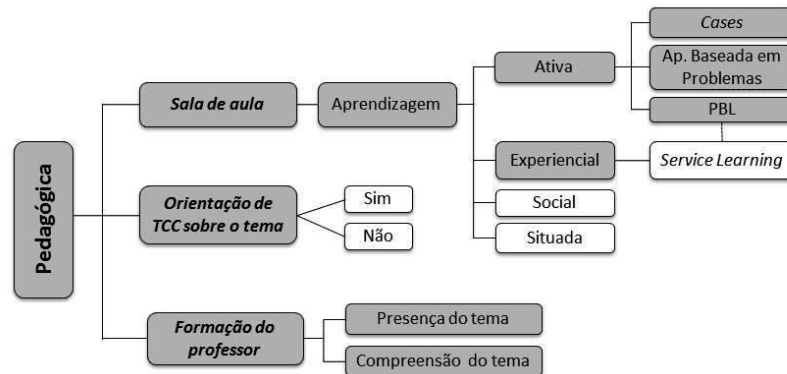 Pedagógica
Sala de aula
Aprendizagem
Ativa
Cases
Ap. Baseada em
Problemas
PBL
Experiencial
Service Learning
Social
Situada
Orientação de
TCC sobre o tema
Sim
Não
Formação do
professor
Presença do tema
Compreensão do tema